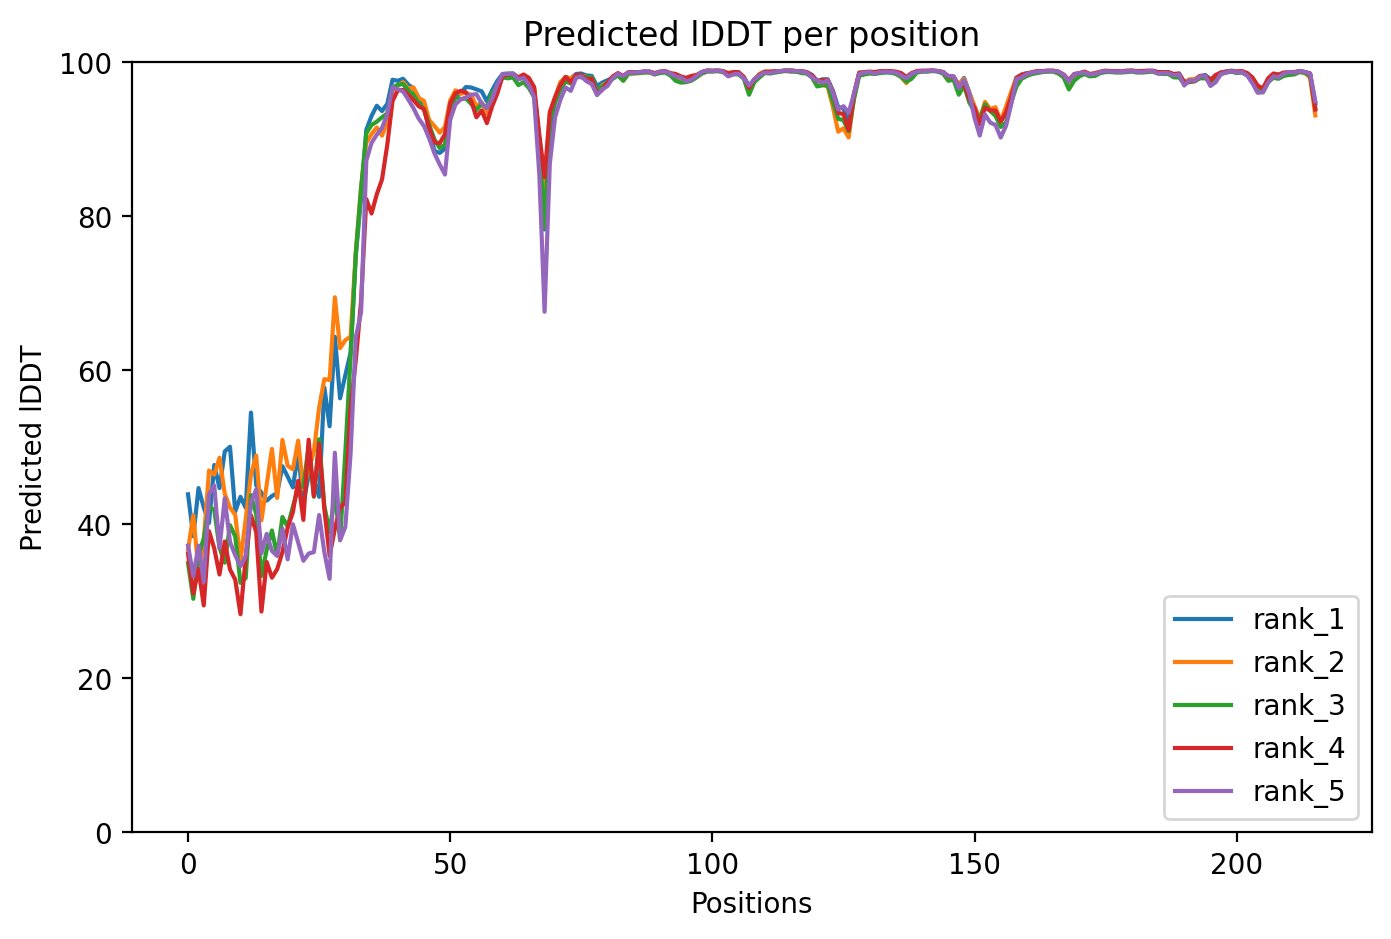 Predicted lDDT per position
Predicted lDDT
100
80
60
40
20
0
0 50 100 150 200
Positions
rank_1
rank_2
rank_3
rank_4
rank_5